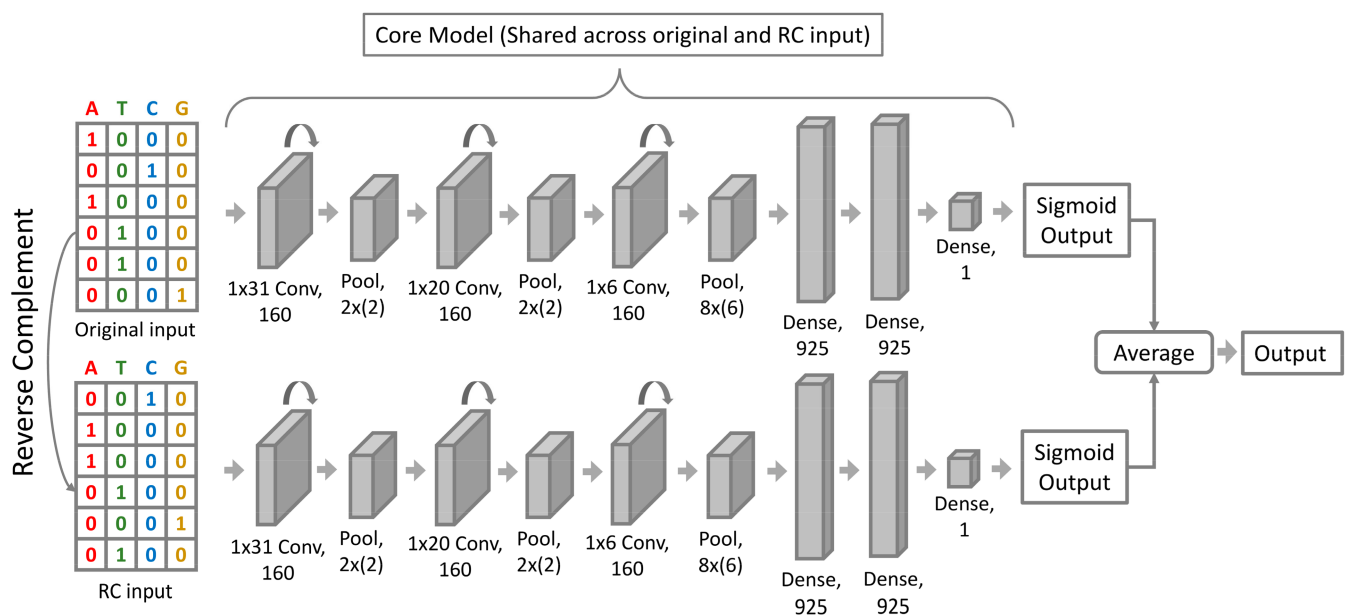 Core Model (Shared across original and RC input)
A T C G
1 0 0 0
0 0 1 0
1 0 0 0
0 1 0 0
0 1 0 0
0 0 0 1
Original input
Reverse Complement
1x31 Conv,
160
Pool,
2x(2)
1x20 Conv,
160
Pool,
2x(2)
1x6 Conv,
160
Pool,
8x(6)
Dense,
925
Dense,
925
Dense,
1
Sigmoid
Output
A T C G
0 0 1 0
1 0 0 0
1 0 0 0
0 1 0 0
0 0 0 1
0 1 0 0
RC input
1x31 Conv,
160
Pool,
2x(2)
1x20 Conv,
160
Pool,
2x(2)
1x6 Conv,
160
Pool,
8x(6)
Dense,
925
Dense,
925
Dense,
1
Sigmoid
Output
Average
Output